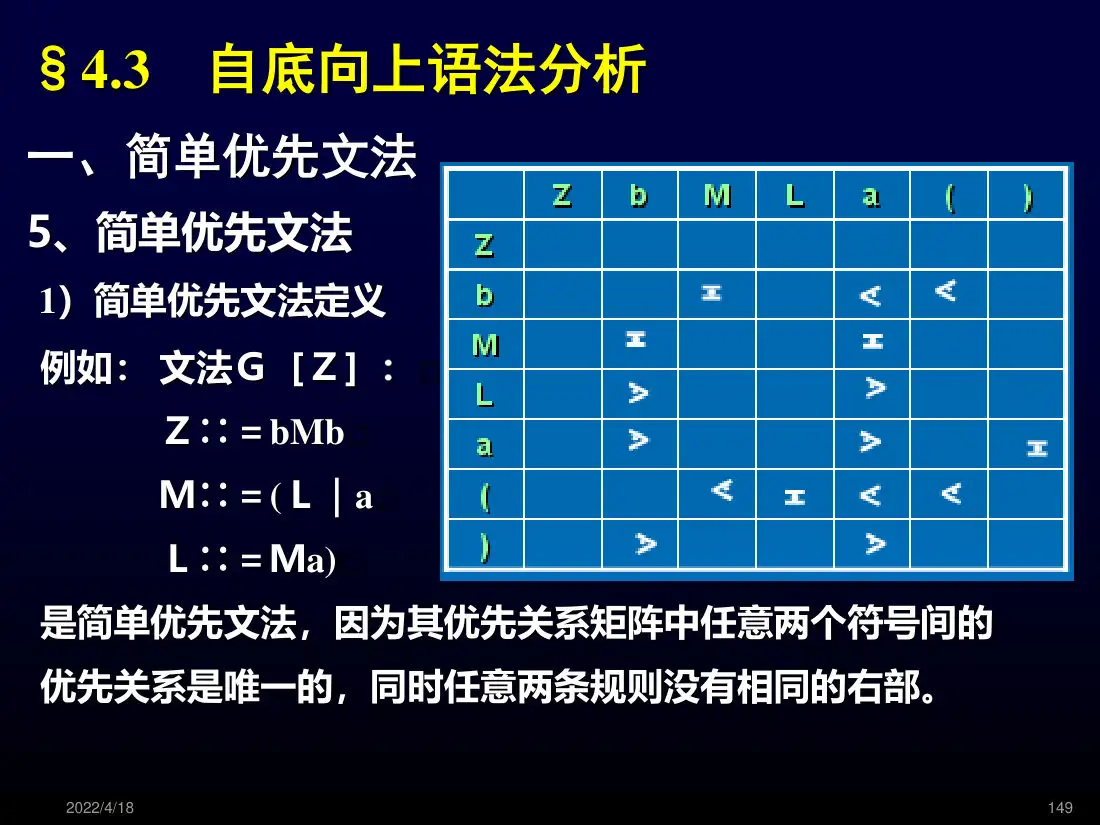 §4.3 自底向上语法分析
一、简单优先文法
5、简单优先文法
1）简单优先文法定义
例如： 文法G［Z］：
Z∷=bMb
M∷=( L ｜a
L∷=Ma)
是简单优先文法，因为其优先关系矩阵中任意两个符号间的
优先关系是唯一的，同时任意两条规则没有相同的右部。
Z b M L a ( )
Z
b ≖ < <
M ≖ ≖
L > >
a > > ≖
( < ≖ < <
) > >
2022/4/18
149